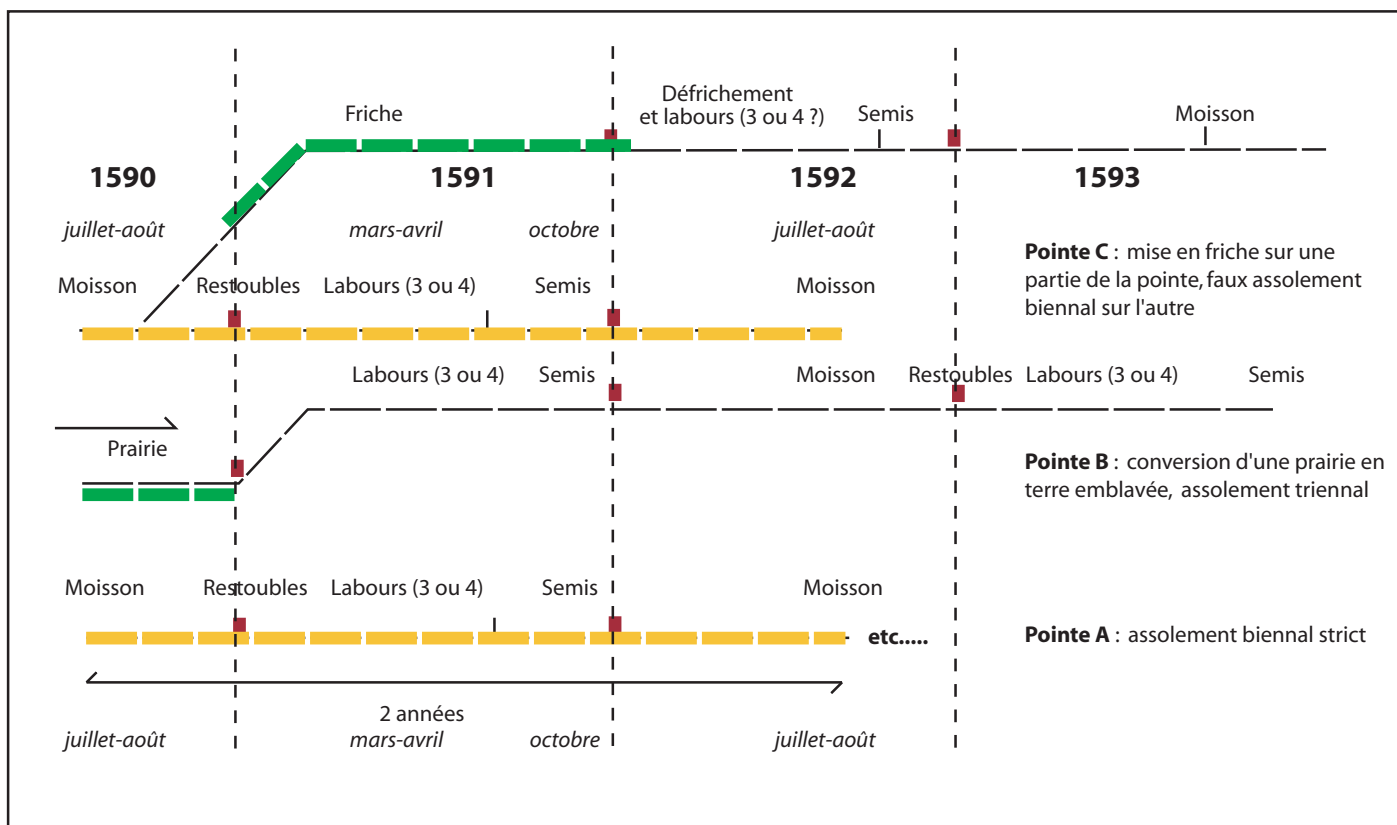 Friche
Défrichement
et labours (3 ou 4 ?)
Semis
Moisson
1590
1591
1592
1593
juillet-août
mars-avril
octobre
juillet-août
Pointe C : mise en friche sur une
partie de la pointe, faux assolement
biennal sur l'autre
Moisson
Restoubles
Labours (3 ou 4)
Semis
Moisson
Labours (3 ou 4)
Semis
Moisson
Restoubles
Labours (3 ou 4)
Semis
Prairie
Pointe B : conversion d'une prairie en
terre emblavée, assolement triennal
Moisson
Restoubles
Labours (3 ou 4)
Semis
Moisson
etc.....
Pointe A : assolement biennal strict
2 années
juillet-août
mars-avril
octobre
juillet-août